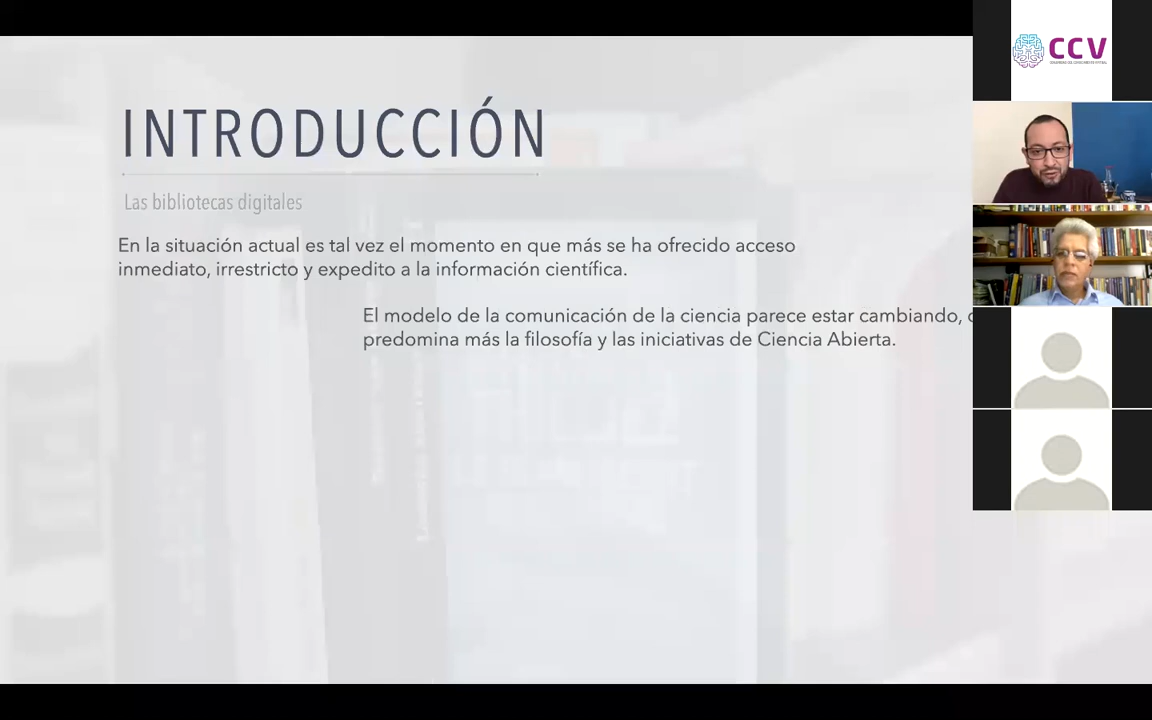 INTRODUCCIÓN
Las bibliotecas digitales
En la situación actual es tal vez el momento en que más se ha ofrecido acceso
inmediato, irrestricto y expedito a la información científica.
El modelo de la comunicación de la ciencia parece estar cambiando,
predomina más la filosofía y las iniciativas de Ciencia Abierta.
CCV